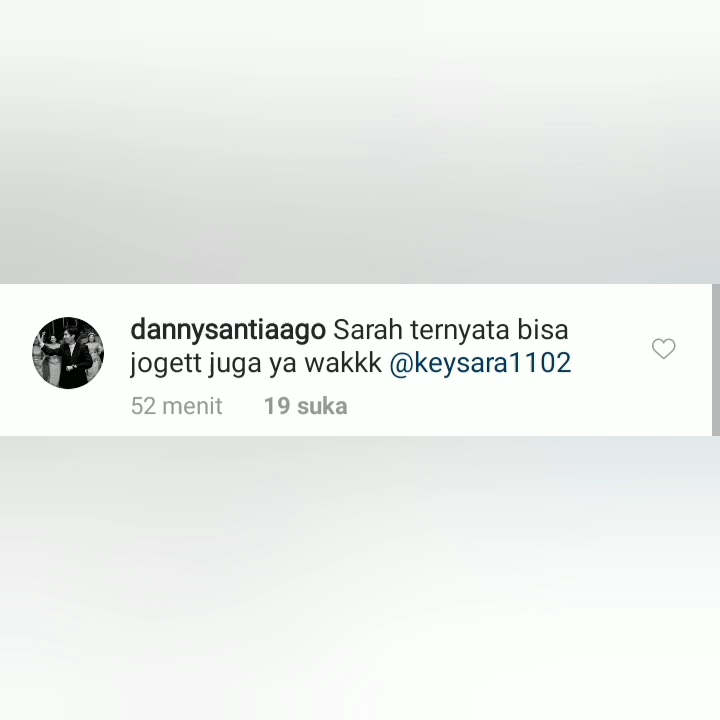 dannysantiaago Sarah ternyata bisa
jogett juga ya wakkk @keysara1102
52 menit 19 suka